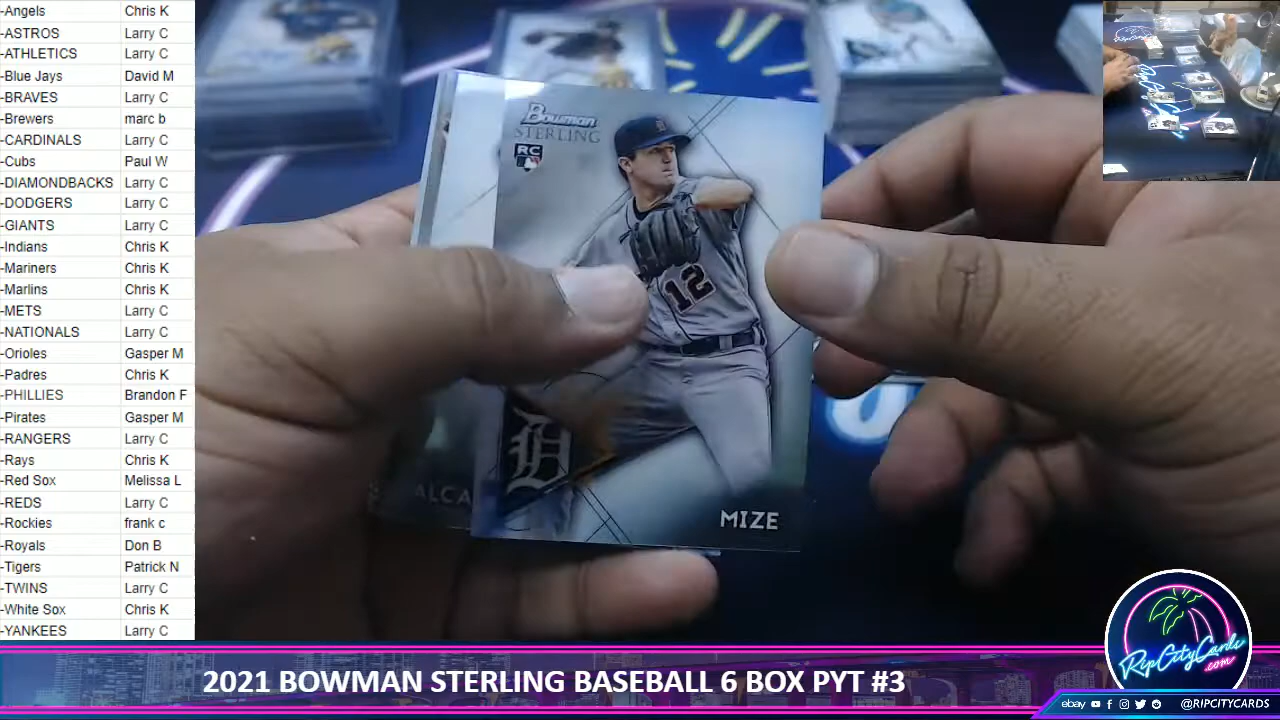 -Angels Chris K
-ASTROS Larry C
-ATHLETICS Larry C
-Blue Jays David M
-BRAVES Larry C
-Brewers marc b
-CARDINALS Larry C
-Cubs Paul W
-DIAMONDBACKS Larry C
-DODGERS Larry C
-GIANTS Larry C
-Indians Chris K
-Mariners Chris K
-Marlins Chris K
-METS Larry C
-NATIONALS Larry C
-Orioles Gasper M
-Padres Chris K
-PHILLIES Brandon F
-Pirates Gasper M
-RANGERS Larry C
-Rays Chris K
-Red Sox Melissa L
-REDS Larry C
-Rockies frank c
-Royals Don B
-Tigers Patrick N
-TWINS Larry C
-White Sox Chris K
-YANKEES Larry C
Bowman
STERLING
RC
12
D
ALCA
MIZE
2021 BOWMAN STERLING BASEBALL 6 BOX PYT #3
RipCityCards
.com
ebay @RIPCITYCARDS